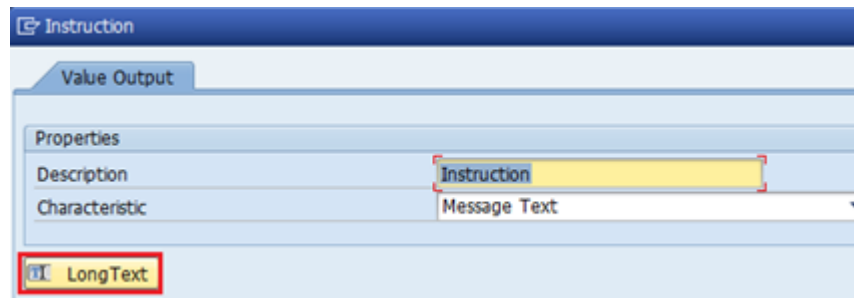 Instruction
Value Output
Properties
Description Instruction
Characteristic Message Text
LongText